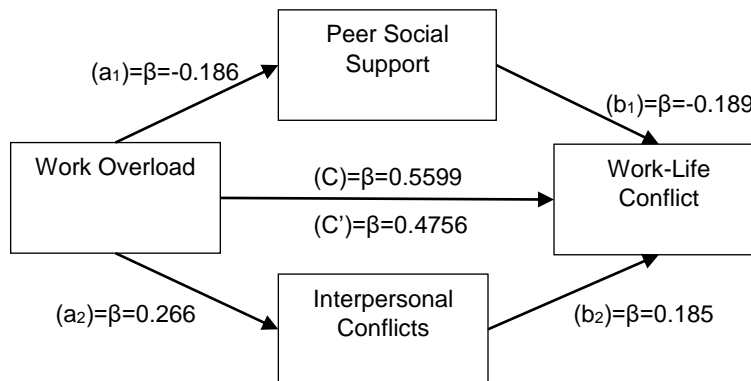 Peer Social
Support
(a₁)=β=-0.186
(b₁)=β=-0.189
Work Overload
(C)=β=0.5599
(C’)=β=0.4756
Work-Life
Conflict
(a₂)=β=0.266
Interpersonal
Conflicts
(b₂)=β=0.185